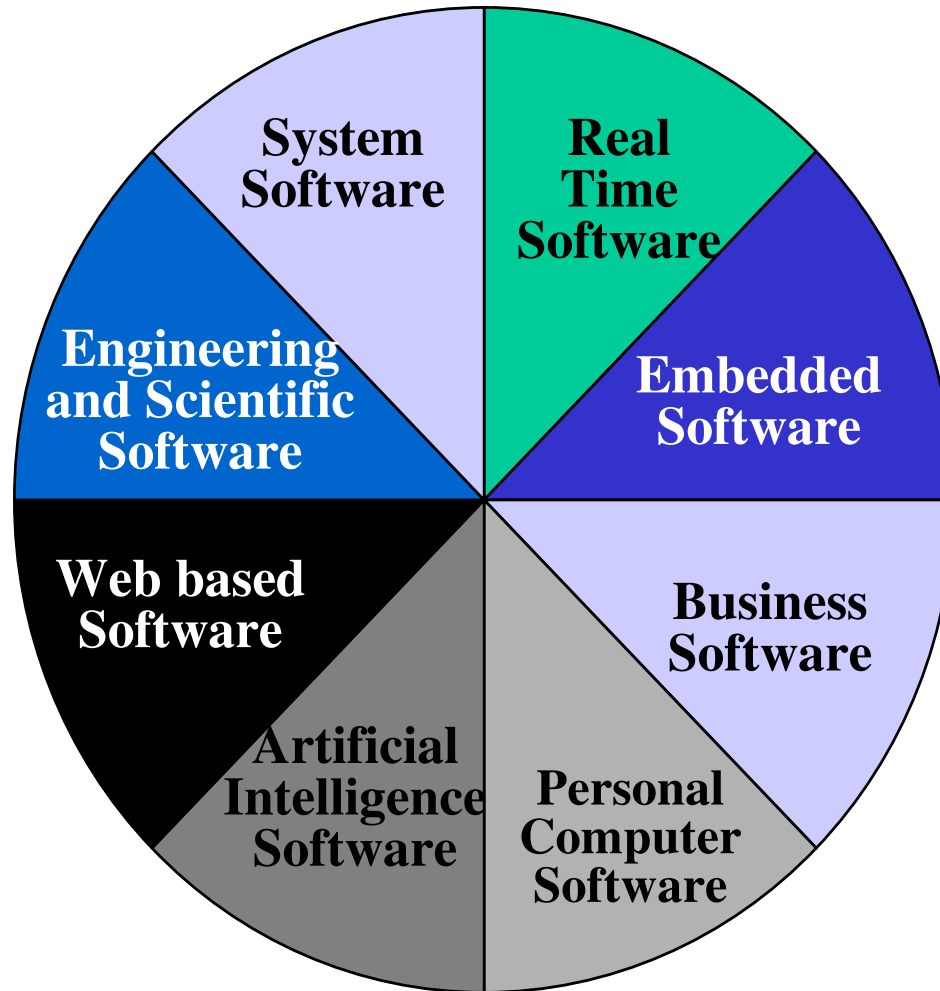 System
Software
Real
Time
Software
Engineering
and Scientific
Software
Embedded
Software
Web based
Software
Business
Software
Artificial
Intelligence
Software
Personal
Computer
Software